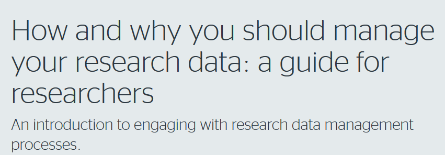 How and why you should manage
your research data: a guide for
researchers
An introduction to engaging with research data management
processes.